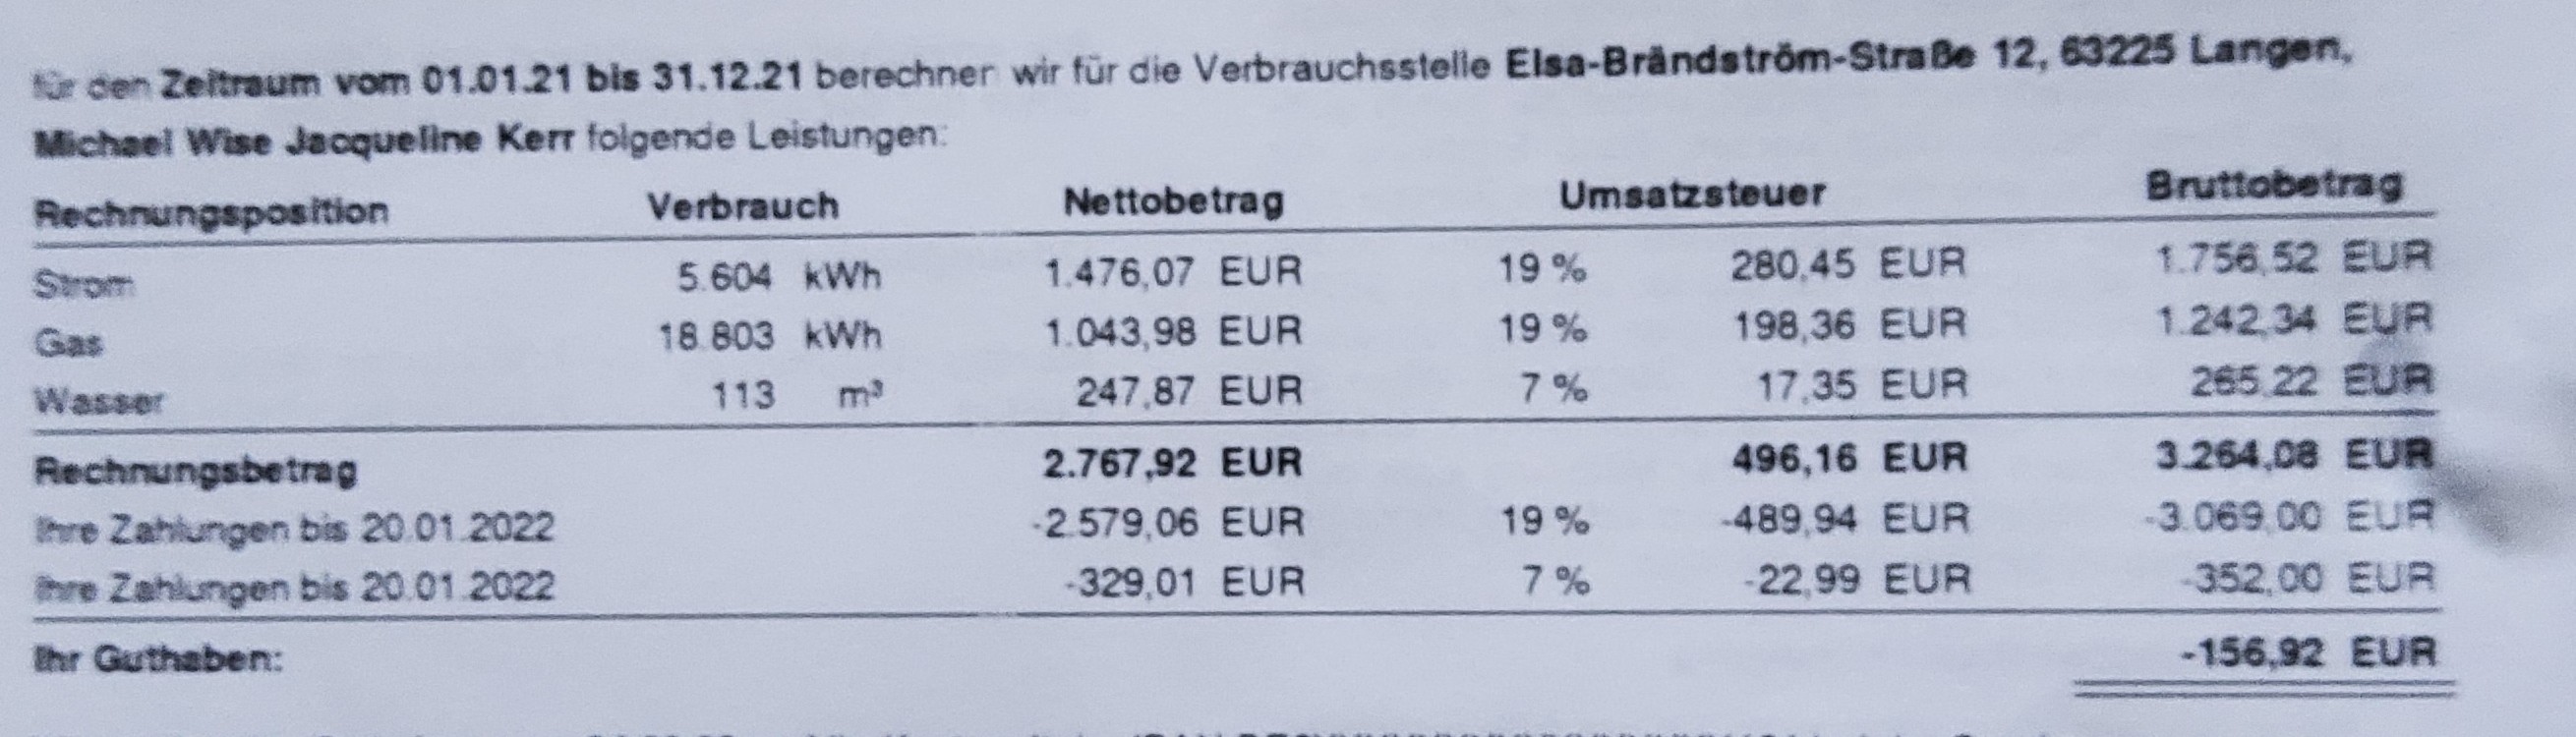 für den Zeitraum vom 01.01.21 bis 31.12.21 berechnen wir für die Verbrauchsstelle Elsa-Brändström-Straße 12, 63225 Langen,
Michael Wise Jacqueline Kerr folgende Leistungen:
Rechnungsposition Verbrauch Nettobetrag Umsatzsteuer Bruttobetrag
Strom 5.604 kWh 1.476,07 EUR 19 % 280,45 EUR 1.756,52 EUR
Gas 18.803 kWh 1.043,98 EUR 19 % 198,36 EUR 1.242,34 EUR
Wasser 113 m³ 247,87 EUR 7 % 17,35 EUR 265,22 EUR
Rechnungsbetrag 2.767,92 EUR 496,16 EUR 3.264,08 EUR
Ihre Zahlungen bis 20.01.2022 -2.579,06 EUR 19 % -489,94 EUR -3.069,00 EUR
Ihre Zahlungen bis 20.01.2022 -329,01 EUR 7 % -22,99 EUR -352,00 EUR
Ihr Guthaben: -156,92 EUR